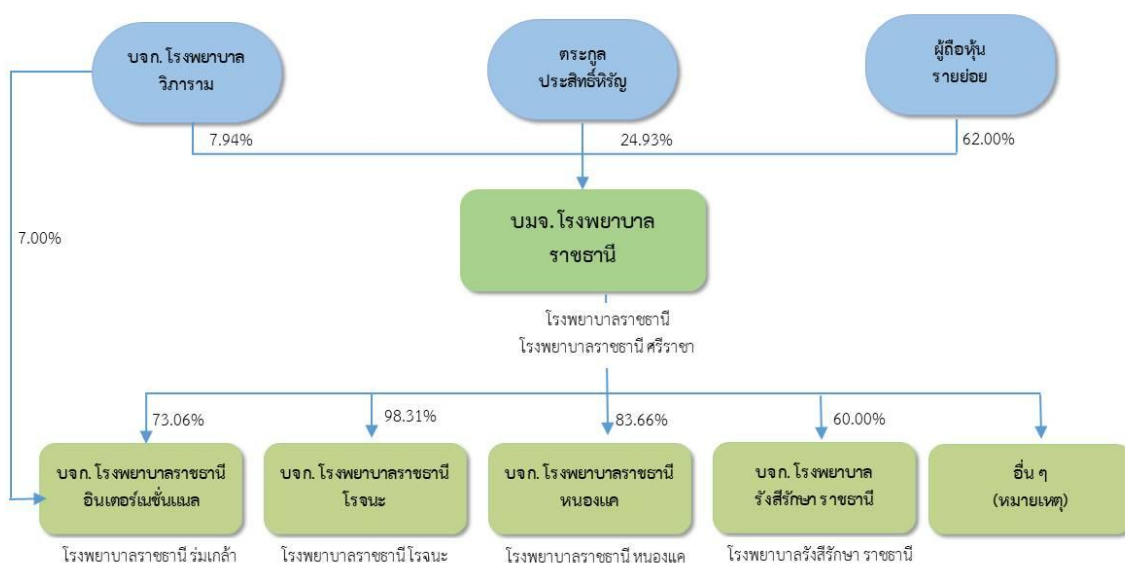 บจก. โรงพยาบาล
วิภาราม
ตระกูล
ประสิทธิ์หิรัญ
ผู้ถือหุ้น
รายย่อย
7.94%
24.93%
62.00%
บมจ. โรงพยาบาล
ราชธานี
7.00%
โรงพยาบาลราชธานี
โรงพยาบาลราชธานี ศรีราชา
73.06%
98.31%
83.66%
60.00%
บจก. โรงพยาบาลราชธานี
อินเตอร์เนชั่นแนล
บจก. โรงพยาบาลราชธานี
โรจนะ
บจก. โรงพยาบาลราชธานี
หนองแค
บจก. โรงพยาบาล
รังสีรักษา ราชธานี
อื่น ๆ
(หมายเหตุ)
โรงพยาบาลราชธานี ร่มเกล้า
โรงพยาบาลราชธานี โรจนะ
โรงพยาบาลราชธานี หนองแค
โรงพยาบาลรังสีรักษา ราชธานี